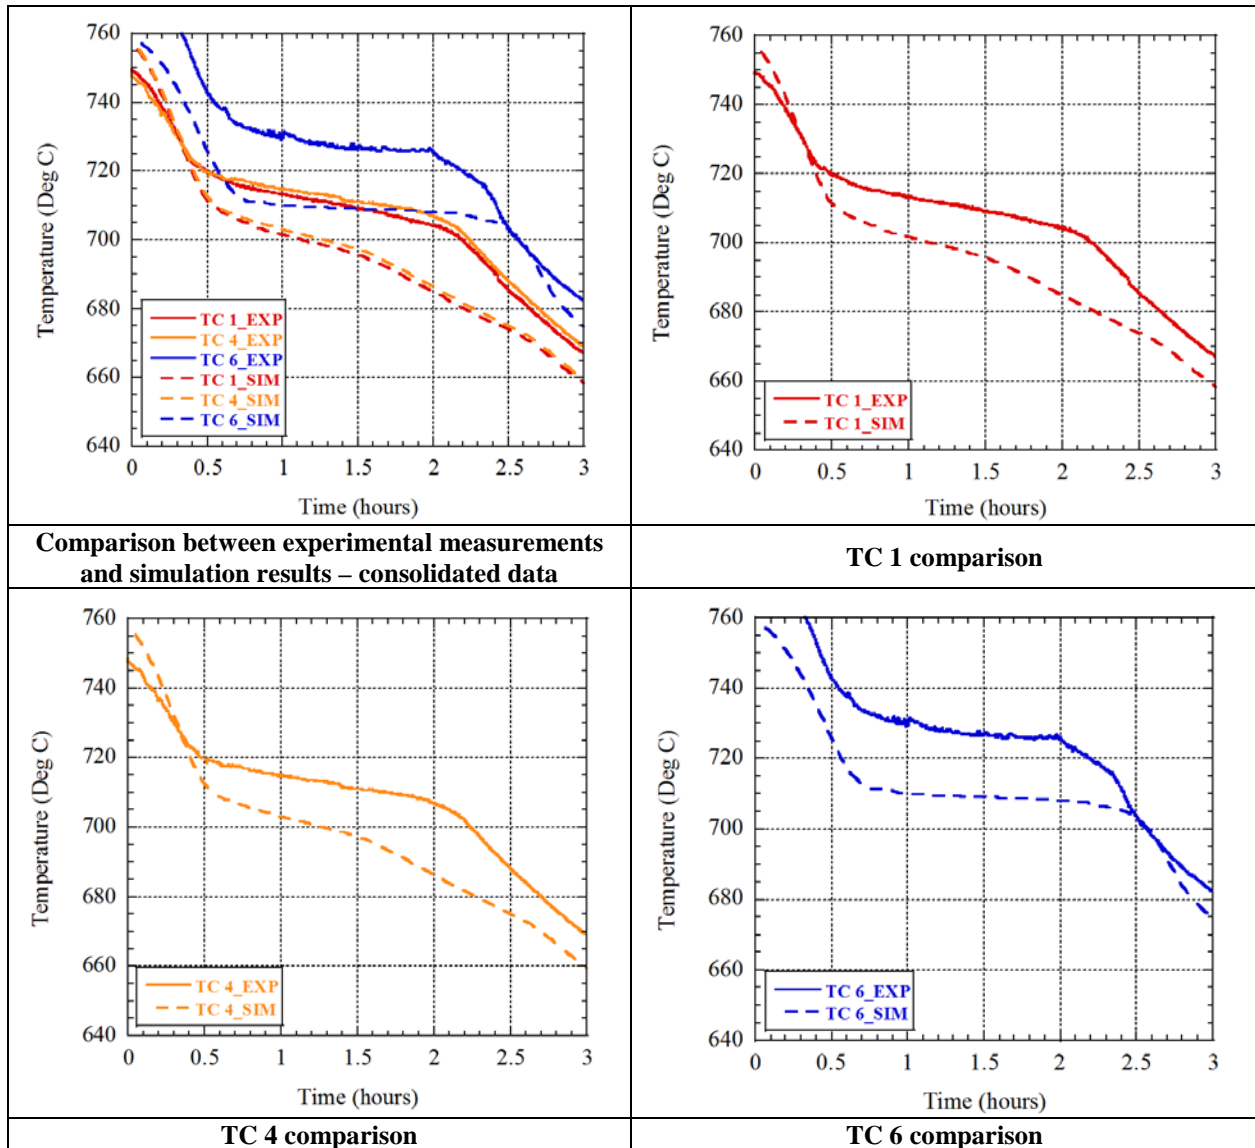 760
740
720
700
680
660
640
Temperature (Deg C)
TC 1_EXP
TC 4_EXP
TC 6_EXP
TC 1_SIM
TC 4_SIM
TC 6_SIM
0 0.5 1 1.5 2 2.5 3
Time (hours)
Comparison between experimental measurements
and simulation results – consolidated data
760
740
720
700
680
660
640
Temperature (Deg C)
TC 1_EXP
TC 1_SIM
0 0.5 1 1.5 2 2.5 3
Time (hours)
TC 1 comparison
760
740
720
700
680
660
640
Temperature (Deg C)
TC 4_EXP
TC 4_SIM
0 0.5 1 1.5 2 2.5 3
Time (hours)
TC 4 comparison
760
740
720
700
680
660
640
Temperature (Deg C)
TC 6_EXP
TC 6_SIM
0 0.5 1 1.5 2 2.5 3
Time (hours)
TC 6 comparison